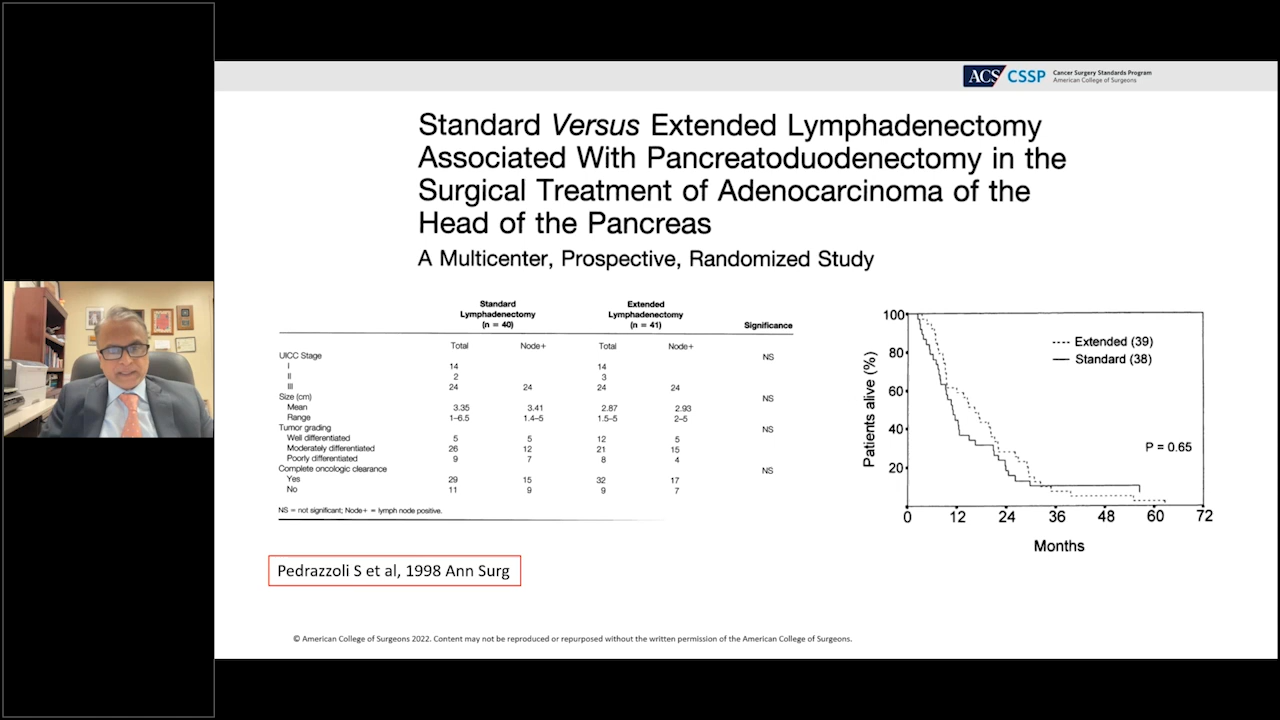 ACS CSSP Cancer Surgery Standards Program
American College of Surgeons
Standard Versus Extended Lymphadenectomy
Associated With Pancreatoduodenectomy in the
Surgical Treatment of Adenocarcinoma of the
Head of the Pancreas
A Multicenter, Prospective, Randomized Study
Standard Lymphadenectomy (n = 40) Extended Lymphadenectomy (n = 41) Significance
Total Node+ Total Node+
UICC Stage NS
I 14 14
II 2 3
III 24 24 24 24
Size (cm) NS
Mean 3.35 3.41 2.87 2.93
Range 1–6.5 1.4–5 1.5–5 2–5
Tumor grading NS
Well differentiated 5 5 12 5
Moderately differentiated 26 12 21 15
Poorly differentiated 9 7 8 4
Complete oncologic clearance NS
Yes 29 15 32 17
No 11 9 9 7
NS = not significant; Node+ = lymph node positive.
Patients alive (%)
100
80
60
40
20
Extended (39)
Standard (38)
P = 0.65
0 12 24 36 48 60 72
Months
Pedrazzoli S et al, 1998 Ann Surg
© American College of Surgeons 2022. Content may not be reproduced or repurposed without the written permission of the American College of Surgeons.